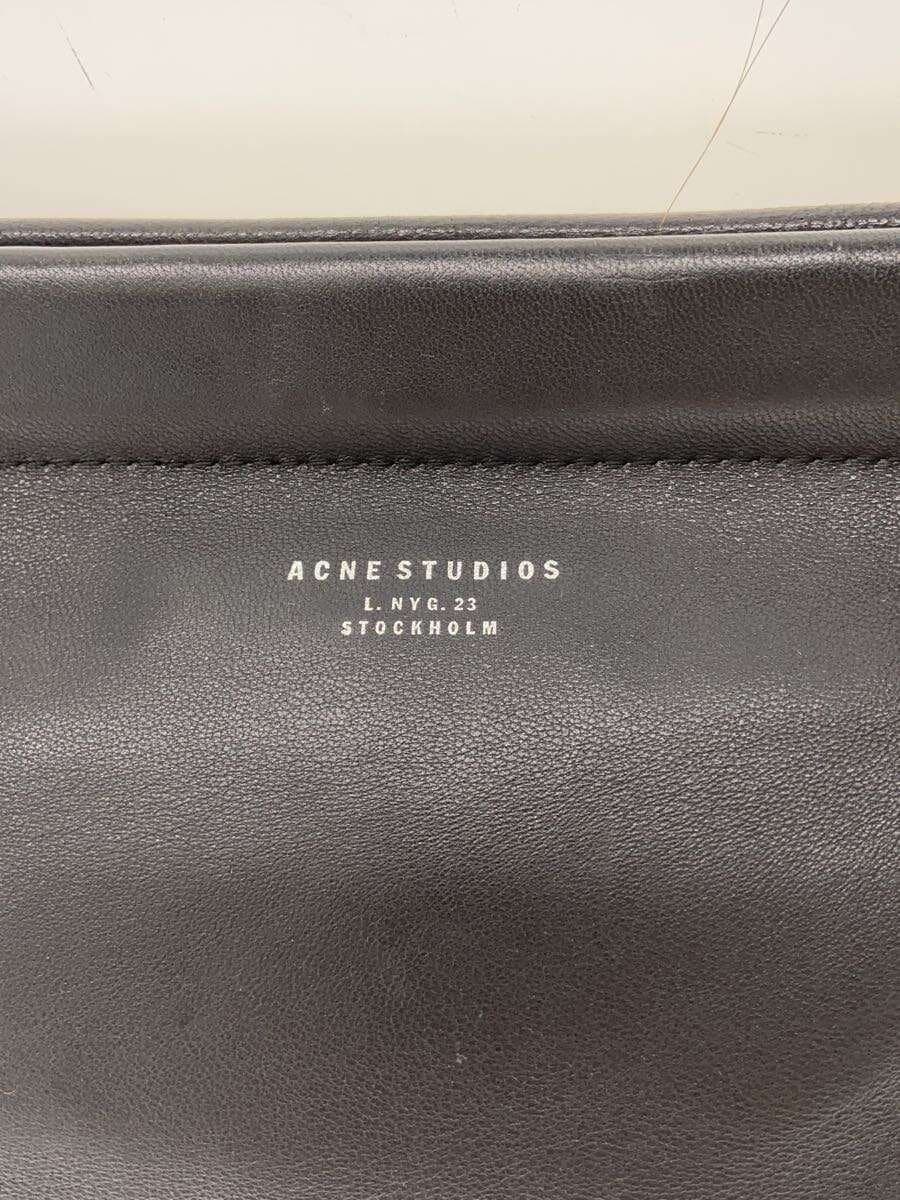 ACNE STUDIOS
L. NYG. 23
STOCKHOLM